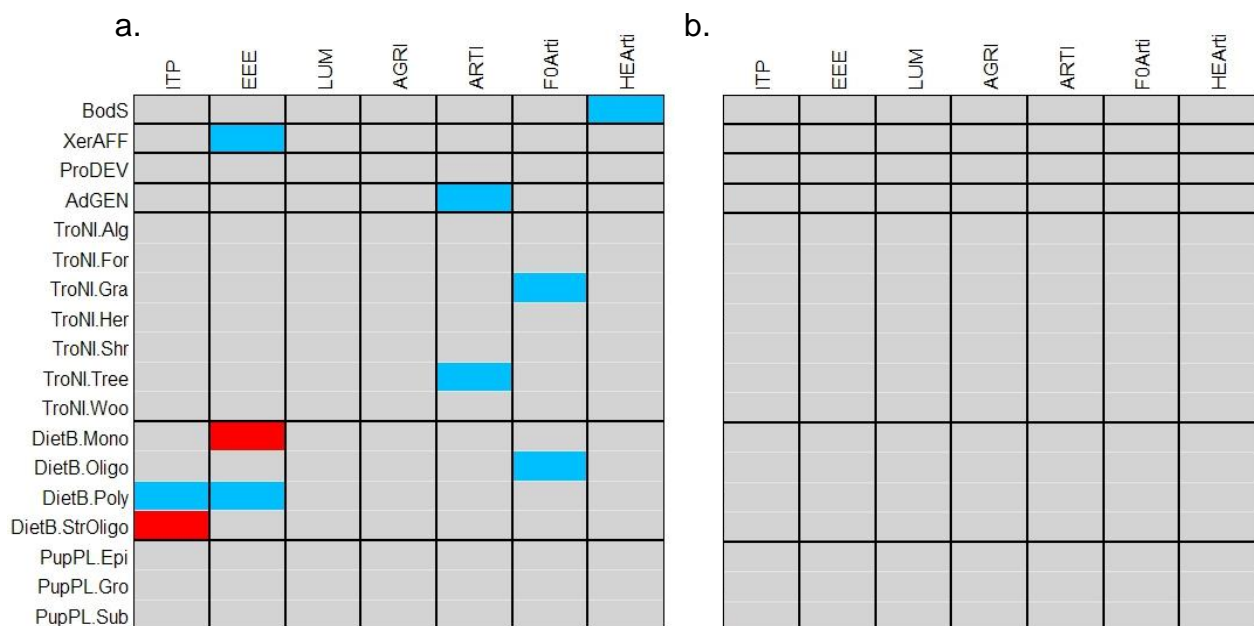 a.
b.
ITP EEE LUM AGRI ARTI F0Arti HEArti
ITP EEE LUM AGRI ARTI F0Arti HEArti
BodS
XerAFF
ProDEV
AdGEN
TroNI.Alg
TroNI.For
TroNI.Gra
TroNI.Her
TroNI.Shr
TroNI.Tree
TroNI.Woo
DietB.Mono
DietB.Oligo
DietB.Poly
DietB.StrOligo
PupPL.Epi
PupPL.Gro
PupPL.Sub